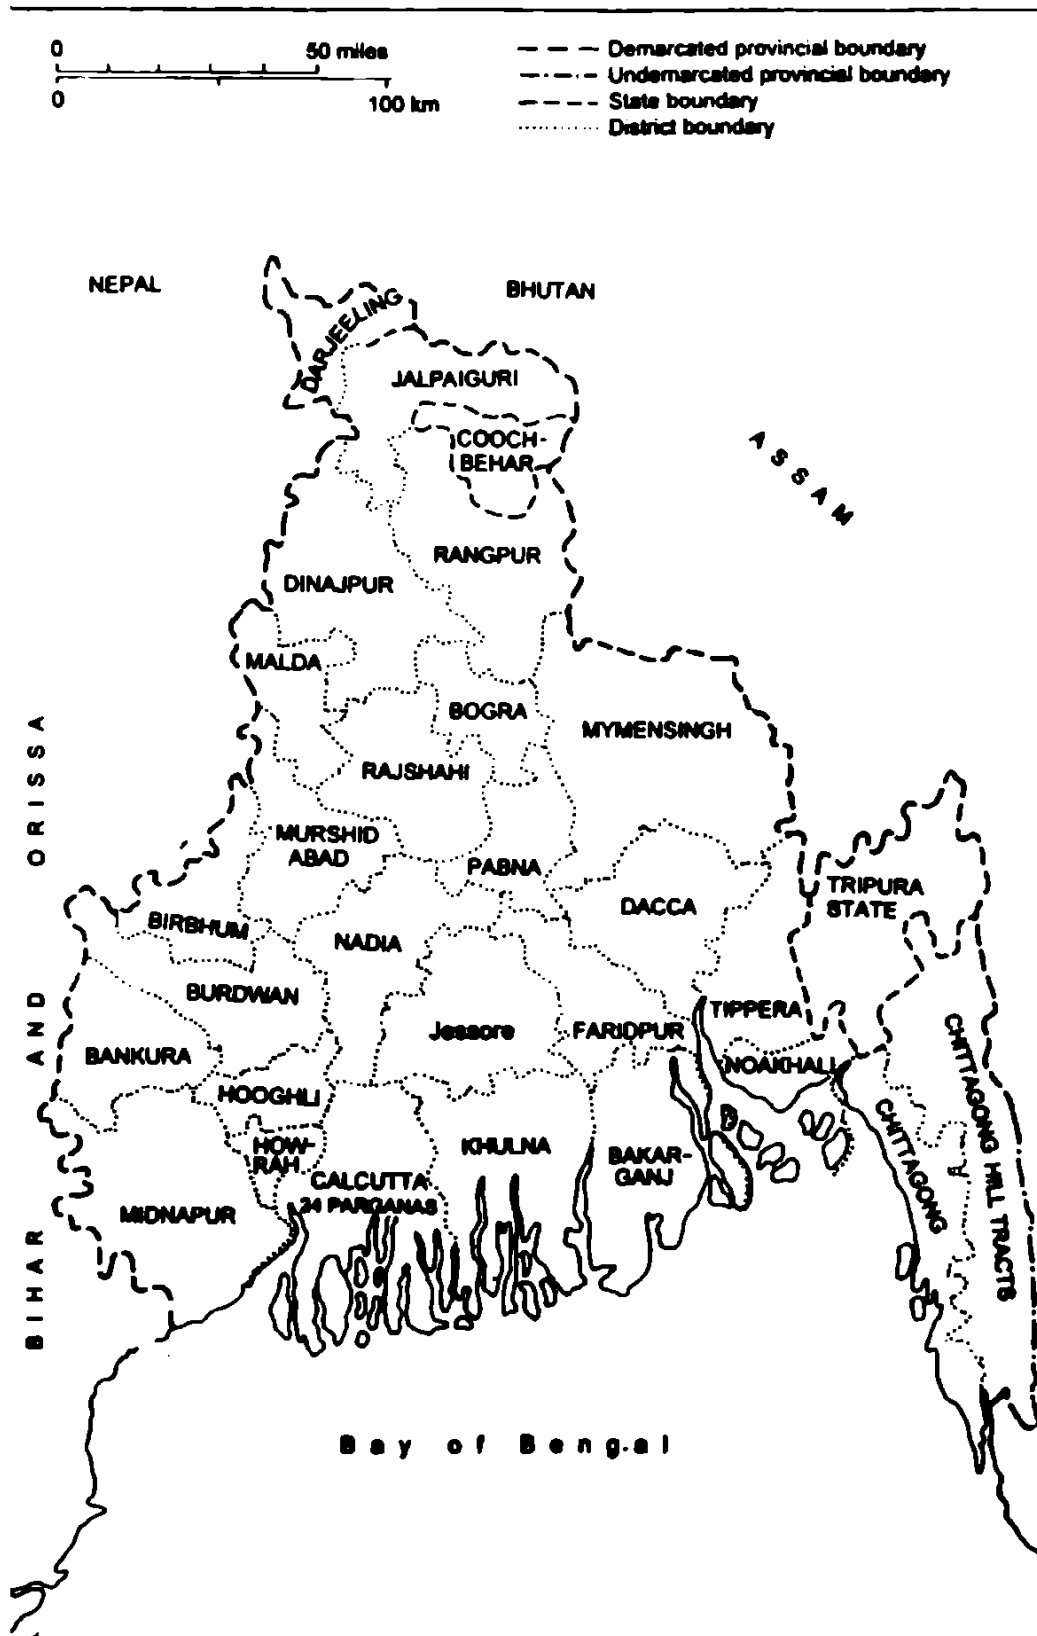 0 50 miles
0 100 km
Demarcated provincial boundary
Undemarcated provincial boundary
State boundary
District boundary
NEPAL
BHUTAN
DARJEELING
JALPAIGURI
COOCH-
BEHAR
ASSAM
RANGPUR
DINAJPUR
MALDA
BOGRA
MYMENSINGH
RAJSHAHI
MURSHID
ABAD
PABNA
TRIPURA
STATE
DACCA
BIRBHUM
NADIA
BURDWAN
TIPPERA
Jessore
FARIDPUR
BANKURA
NOAKHALI
HOOGHLI
CHITTAGONG HILL TRACTS
CHITTAGONG
HOW-
RAH
KHULNA
BAKAR-
GANJ
CALCUTTA
24 PARGANAS
MIDNAPUR
BIHAR AND ORISSA
Bay of Bengal